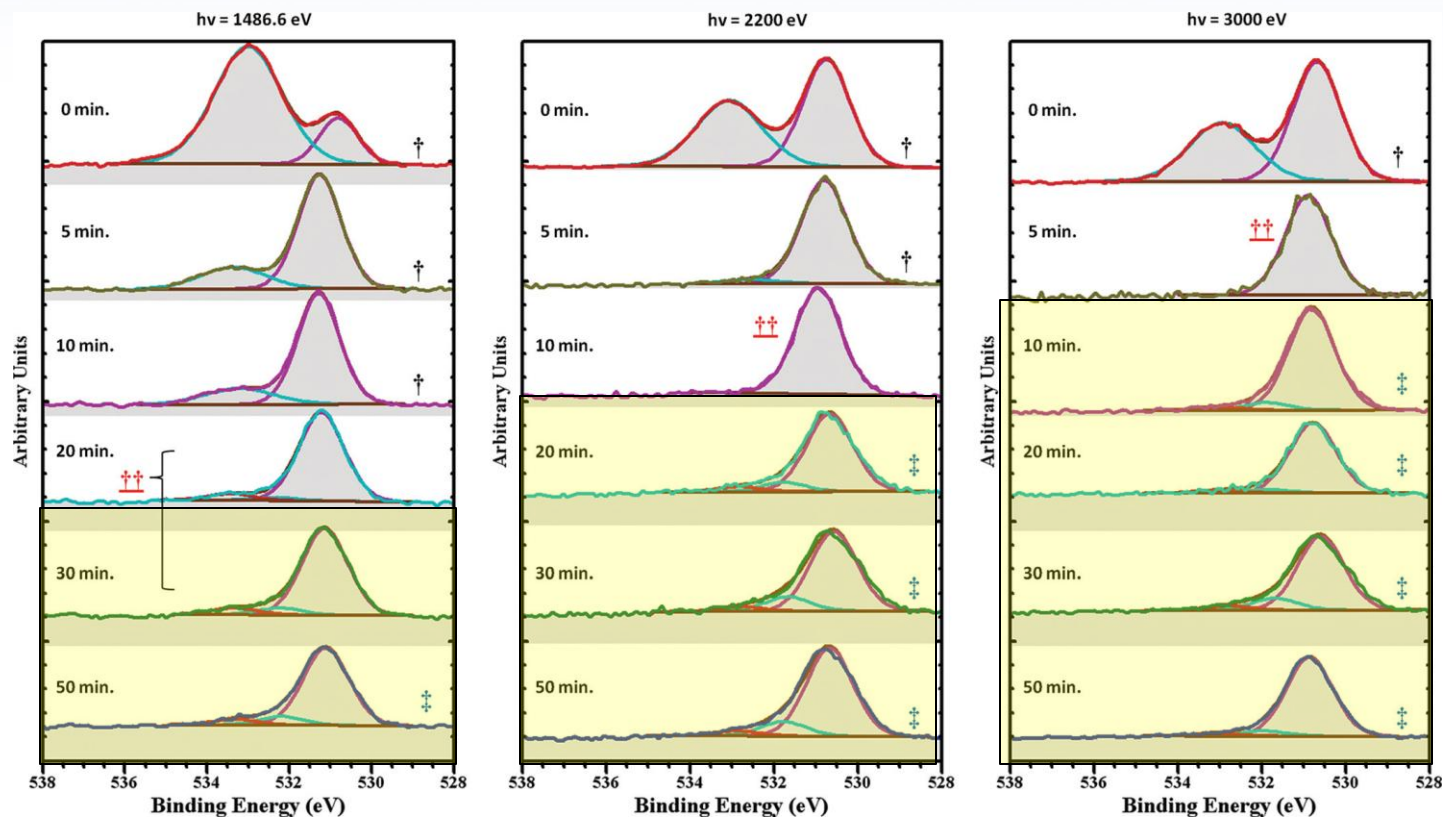 hv = 1486.6 eV
0 min.
†
5 min.
†
10 min.
†
20 min.
††
30 min.
50 min.
‡
538 536 534 532 530 528
Binding Energy (eV)
Arbitrary Units
hv = 2200 eV
0 min.
†
5 min.
†
10 min.
††
20 min.
‡
30 min.
‡
50 min.
‡
538 536 534 532 530 528
Binding Energy (eV)
Arbitrary Units
hv = 3000 eV
0 min.
†
5 min.
††
10 min.
‡
20 min.
‡
30 min.
‡
50 min.
‡
538 536 534 532 530 528
Binding Energy (eV)
Arbitrary Units